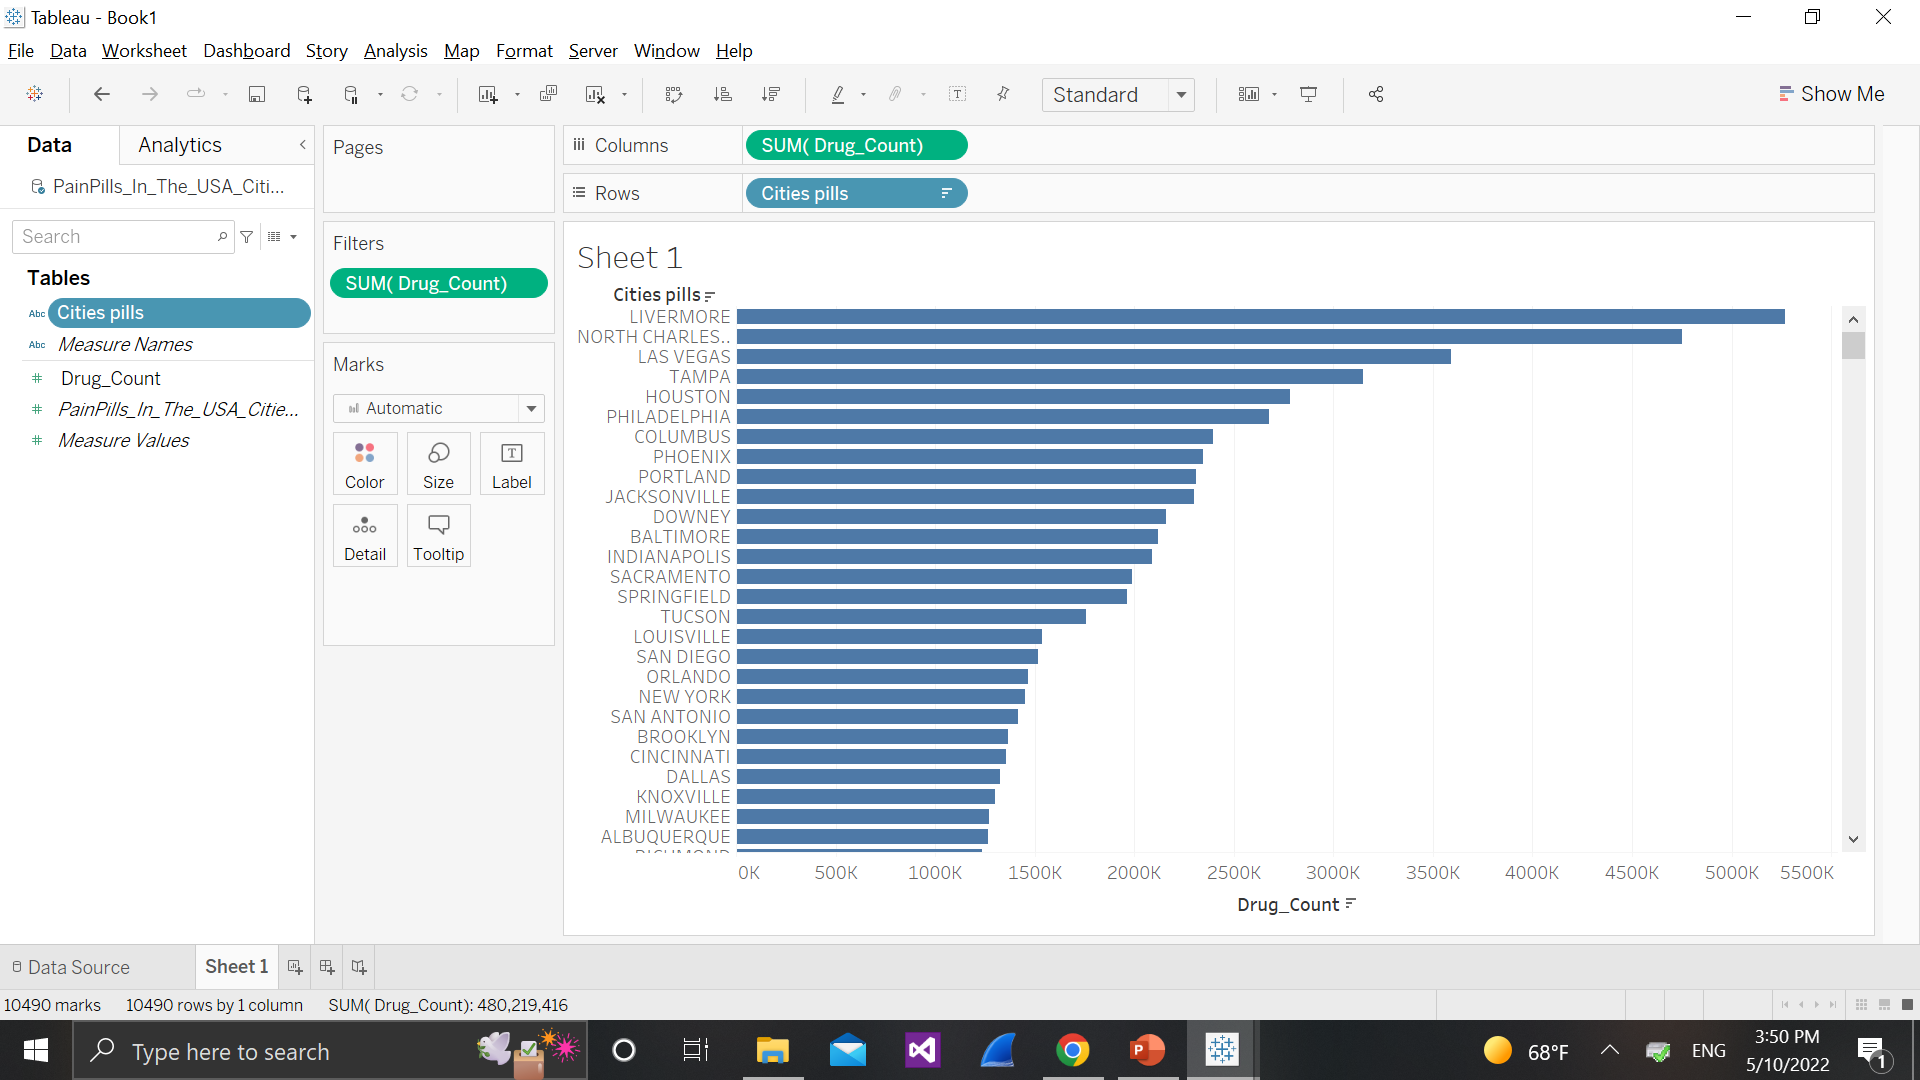 Tableau - Book1
File Data Worksheet Dashboard Story Analysis Map Format Server Window Help
Standard
Show Me
Data Analytics
PainPills_In_The_USA_Citi...
Search
Tables
Abc Cities pills
Abc Measure Names
# Drug_Count
# PainPills_In_The_USA_Citie...
# Measure Values
Pages
Filters
SUM( Drug_Count)
Marks
Automatic
Color Size Label
Detail Tooltip
Columns SUM( Drug_Count)
Rows Cities pills
Sheet 1
Cities pills
LIVERMORE
NORTH CHARLES..
LAS VEGAS
TAMPA
HOUSTON
PHILADELPHIA
COLUMBUS
PHOENIX
PORTLAND
JACKSONVILLE
DOWNEY
BALTIMORE
INDIANAPOLIS
SACRAMENTO
SPRINGFIELD
TUCSON
LOUISVILLE
SAN DIEGO
ORLANDO
NEW YORK
SAN ANTONIO
BROOKLYN
CINCINNATI
DALLAS
KNOXVILLE
MILWAUKEE
ALBUQUERQUE
RICHMOND
0K 500K 1000K 1500K 2000K 2500K 3000K 3500K 4000K 4500K 5000K 5500K
Drug_Count
Data Source Sheet 1
10490 marks 10490 rows by 1 column SUM( Drug_Count): 480,219,416
Type here to search
68°F
ENG
3:50 PM
5/10/2022
1